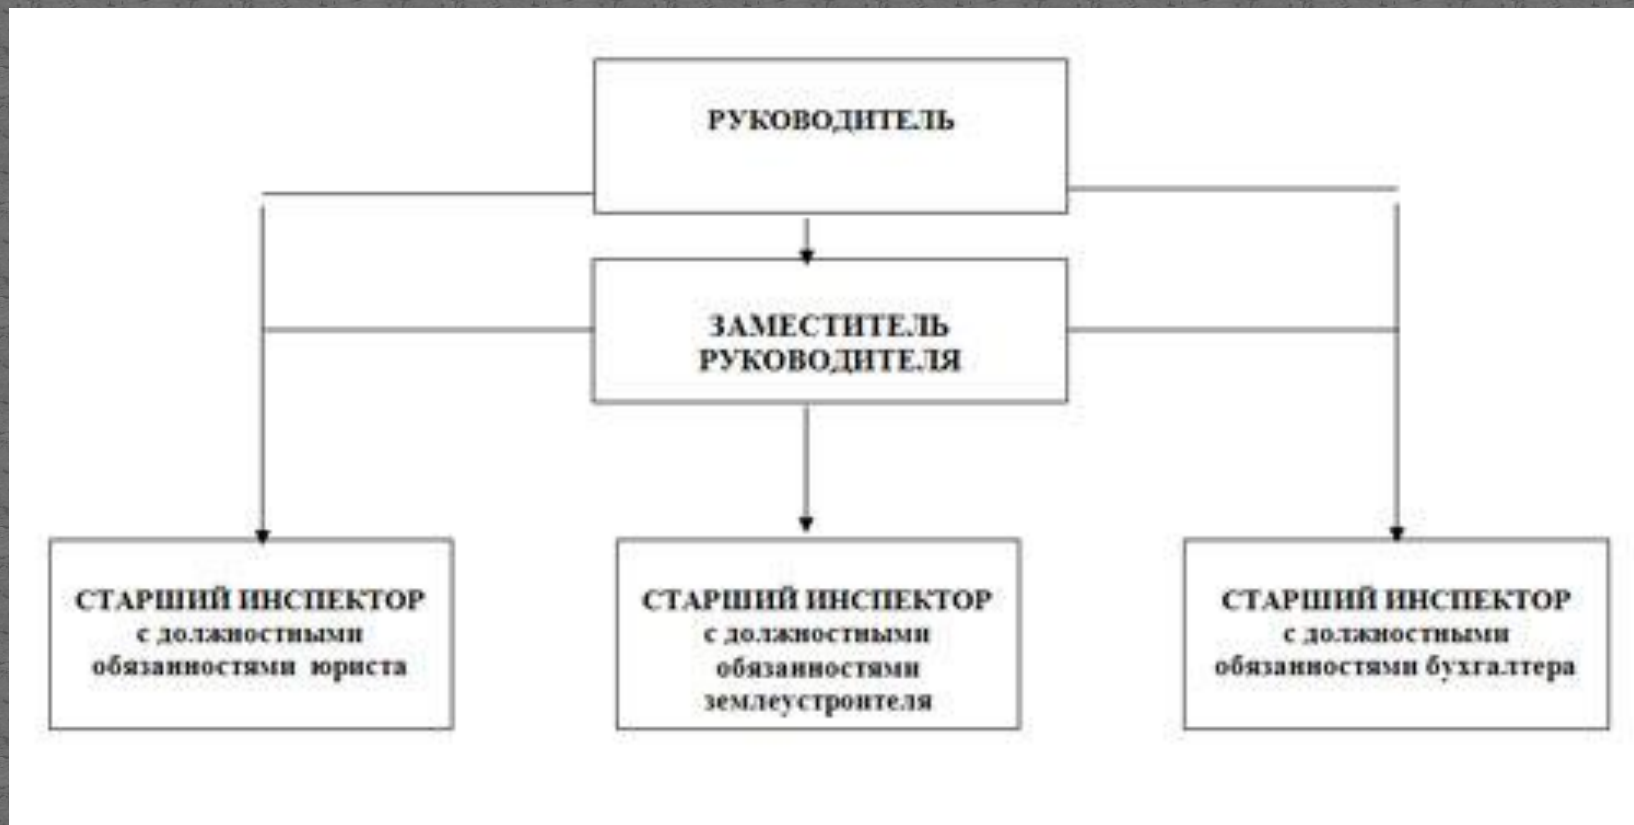 РУКОВОДИТЕЛЬ
ЗАМЕСТИТЕЛЬ
РУКОВОДИТЕЛЯ
СТАРШИЙ ИНСПЕКТОР
с должностными
обязанностями юриста
СТАРШИЙ ИНСПЕКТОР
с должностными
обязанностями
землеустроителя
СТАРШИЙ ИНСПЕКТОР
с должностными
обязанностями бухгалтера